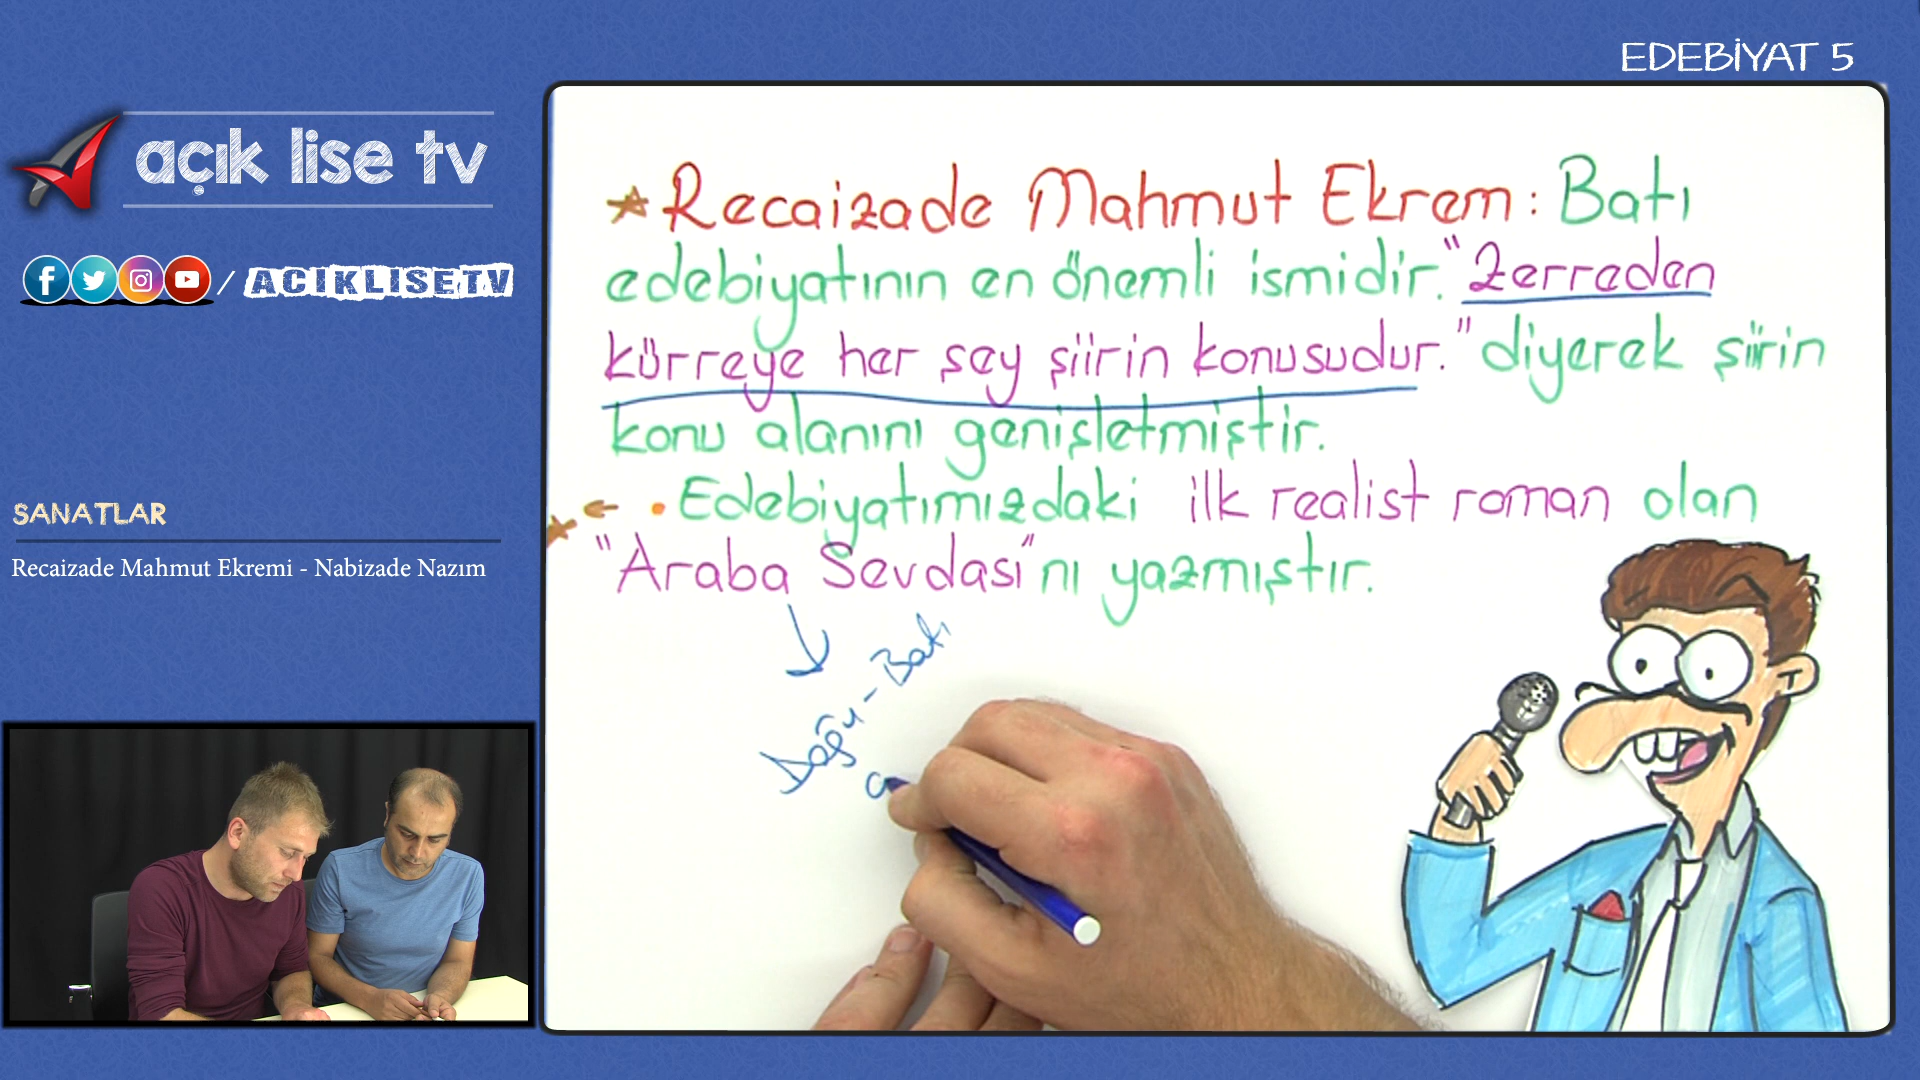 EDEBİYAT 5
açık lise tv
/ ACIKLISETV
SANATLAR
Recaizade Mahmut Ekremi - Nabizade Nazım
Recaizade Mahmut Ekrem: Batı
edebiyatının en önemli ismidir. "Zerreden
kürreye her şey şiirin konusudur." diyerek şiirin
konu alanını genişletmiştir.
Edebiyatımızdaki ilk realist roman olan
"Araba Sevdasi"nı yazmıştır.
Doğu - Batı